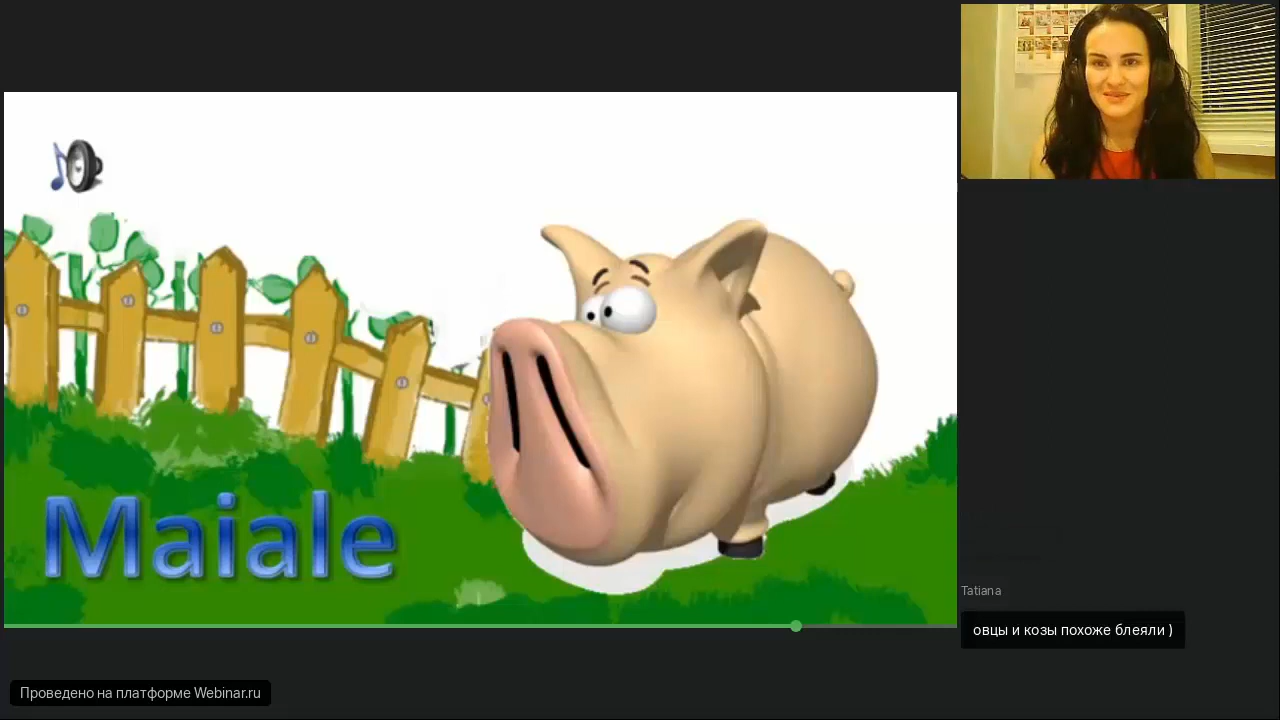 Maiale
Tatiana
овцы и козы похоже блеяли )
Проведено на платформе Webinar.ru